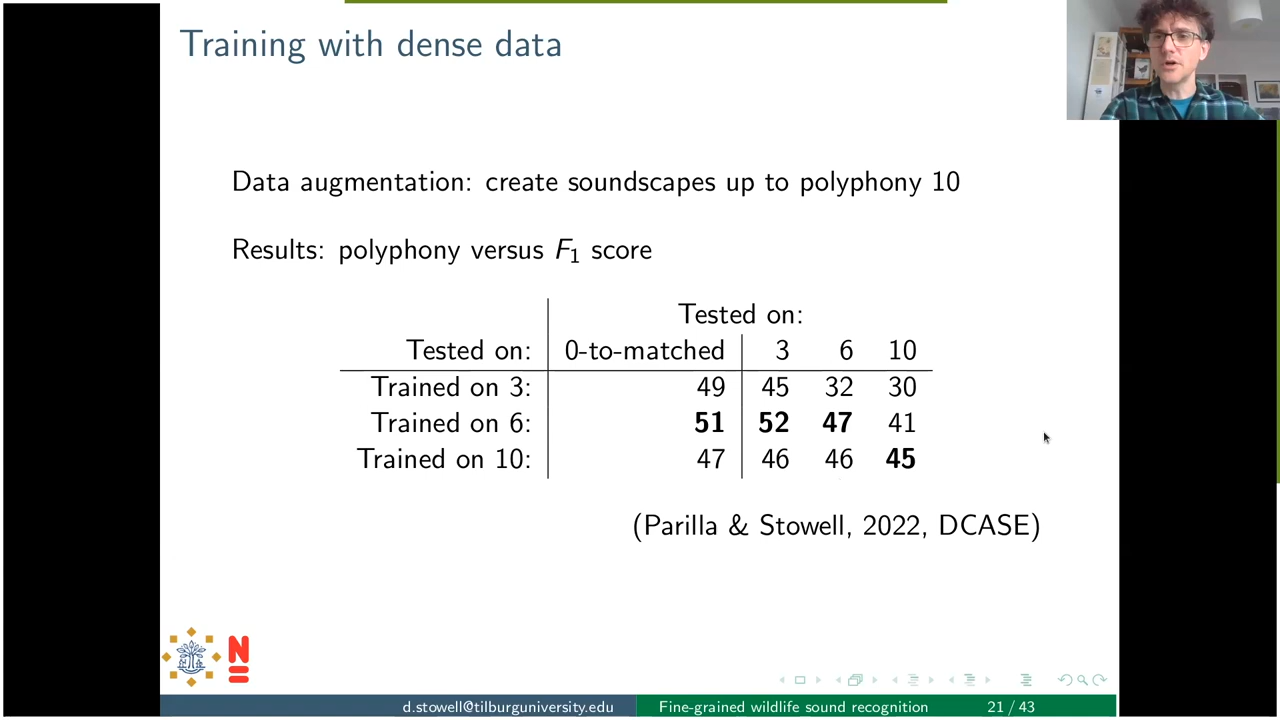 Training with dense data
Data augmentation: create soundscapes up to polyphony 10
Results: polyphony versus F1 score
Tested on:
Tested on: 0-to-matched 3 6 10
Trained on 3: 49 45 32 30
Trained on 6: 51 52 47 41
Trained on 10: 47 46 46 45
(Parilla & Stowell, 2022, DCASE)
N
d.stowell@tilburguniversity.edu Fine-grained wildlife sound recognition 21 / 43